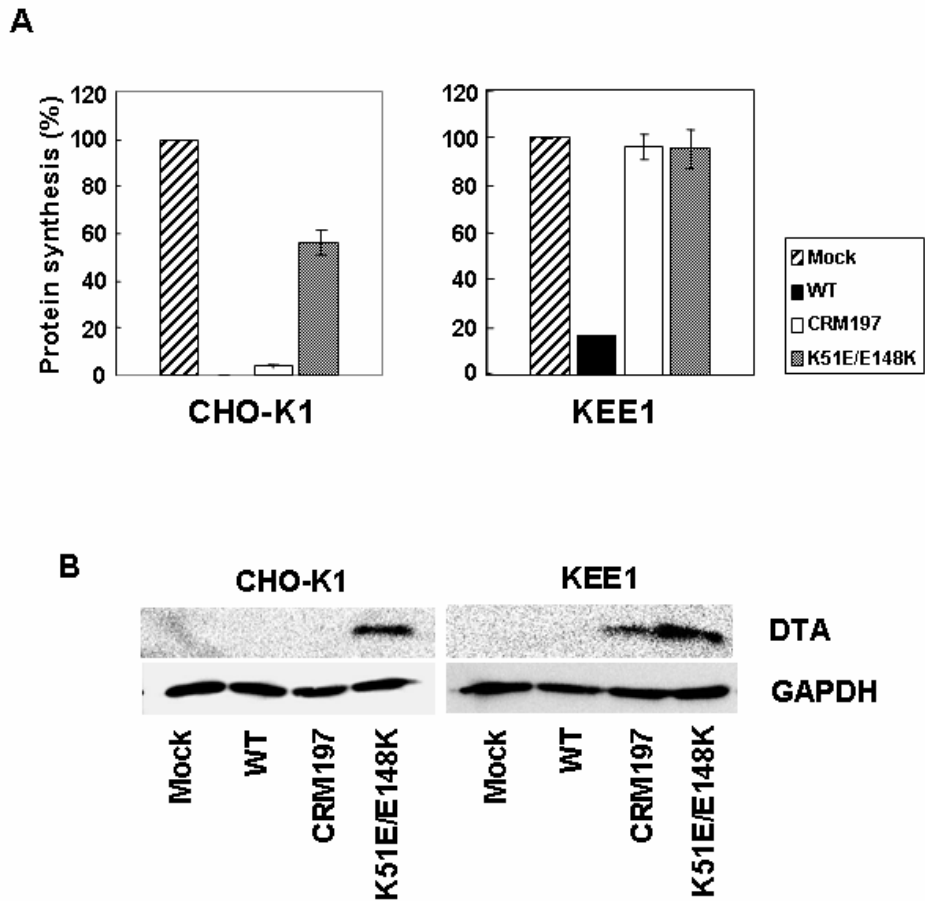 A
Protein synthesis (%)
120
100
80
60
40
20
0
CHO-K1
120
100
80
60
40
20
0
KEE1
Mock
WT
CRM197
K51E/E148K
B
CHO-K1
KEE1
DTA
GAPDH
Mock
WT
CRM197
K51E/E148K
Mock
WT
CRM197
K51E/E148K